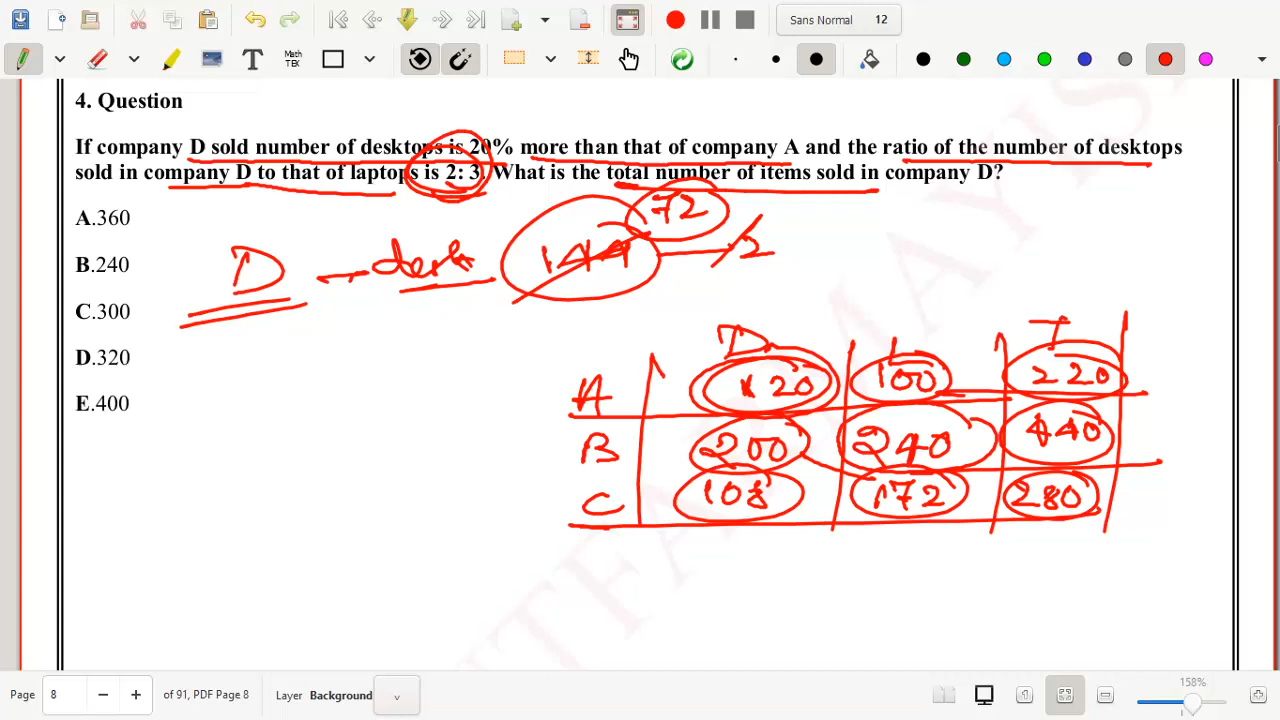 Sans Normal 12
Math TEX
4. Question
If company D sold number of desktops is 20% more than that of company A and the ratio of the number of desktops
sold in company D to that of laptops is 2: 3. What is the total number of items sold in company D?
A.360
B.240
C.300
D.320
E.400
72
D → desk 144 → 2
D L T
A 120 100 220
B 200 240 440
C 108 172 280
Page 8 of 91, PDF Page 8 Layer Background 158%